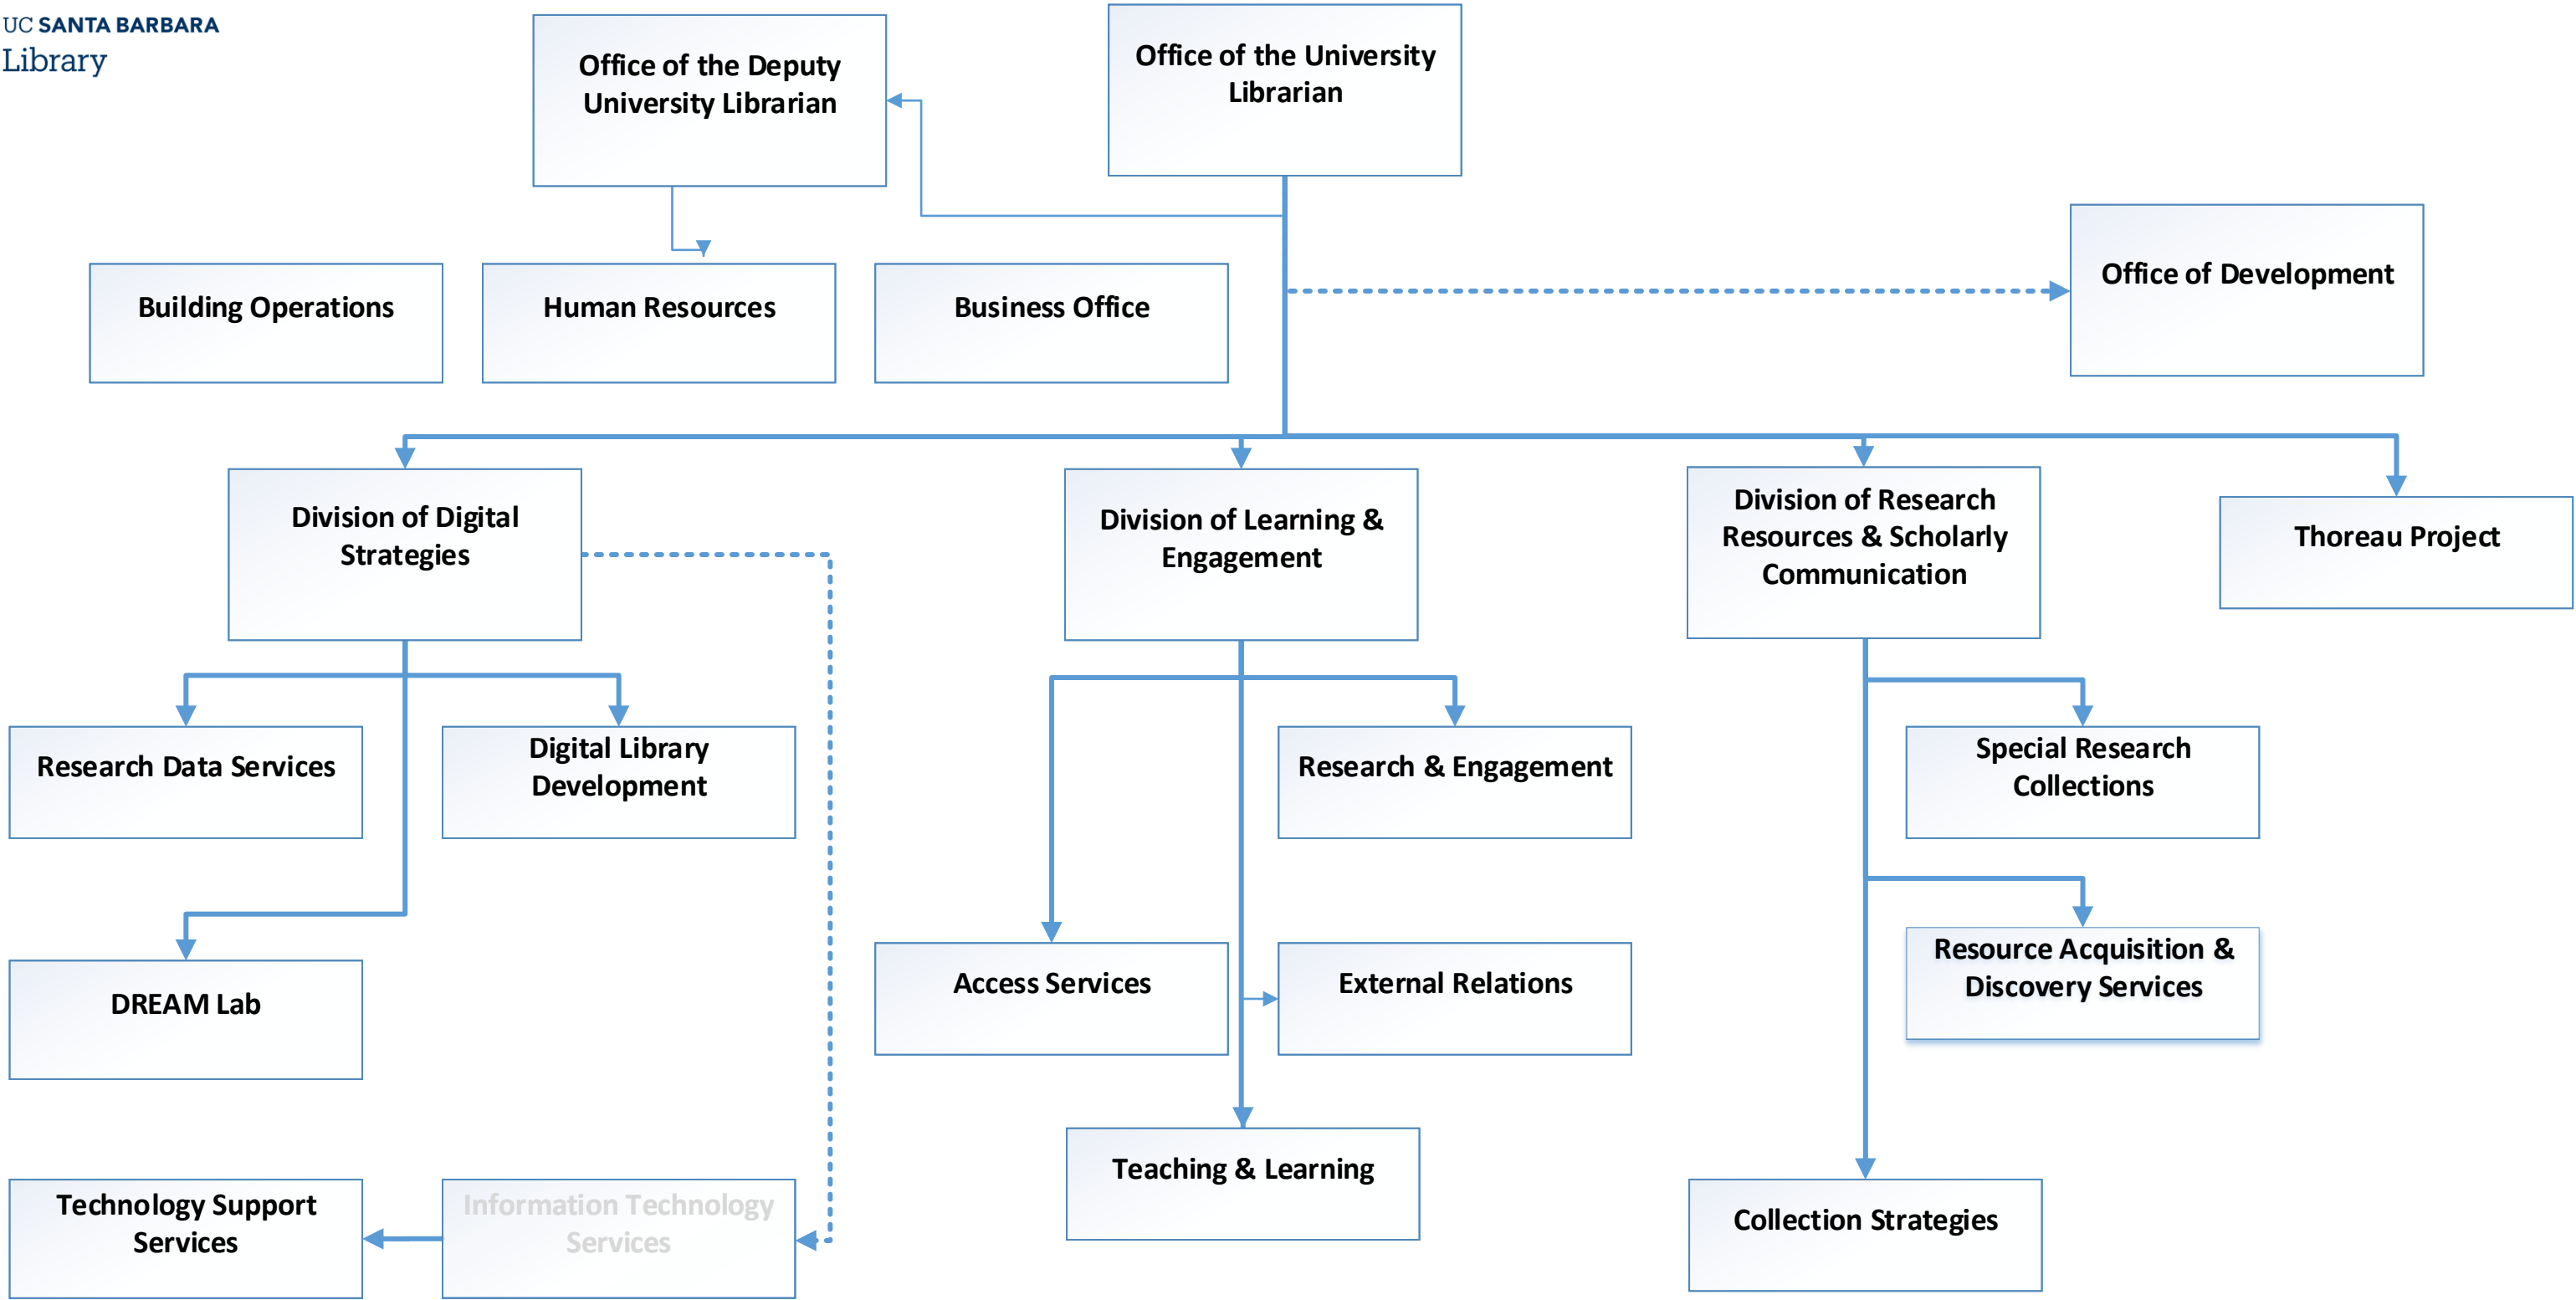 UC SANTA BARBARA
Library
Office of the Deputy
University Librarian
Office of the University
Librarian
Office of Development
Building Operations
Human Resources
Business Office
Division of Digital
Strategies
Division of Learning &
Engagement
Division of Research
Resources & Scholarly
Communication
Thoreau Project
Research Data Services
Digital Library
Development
Research & Engagement
Special Research
Collections
DREAM Lab
Access Services
External Relations
Resource Acquisition &
Discovery Services
Teaching & Learning
Technology Support
Services
Information Technology
Services
Collection Strategies